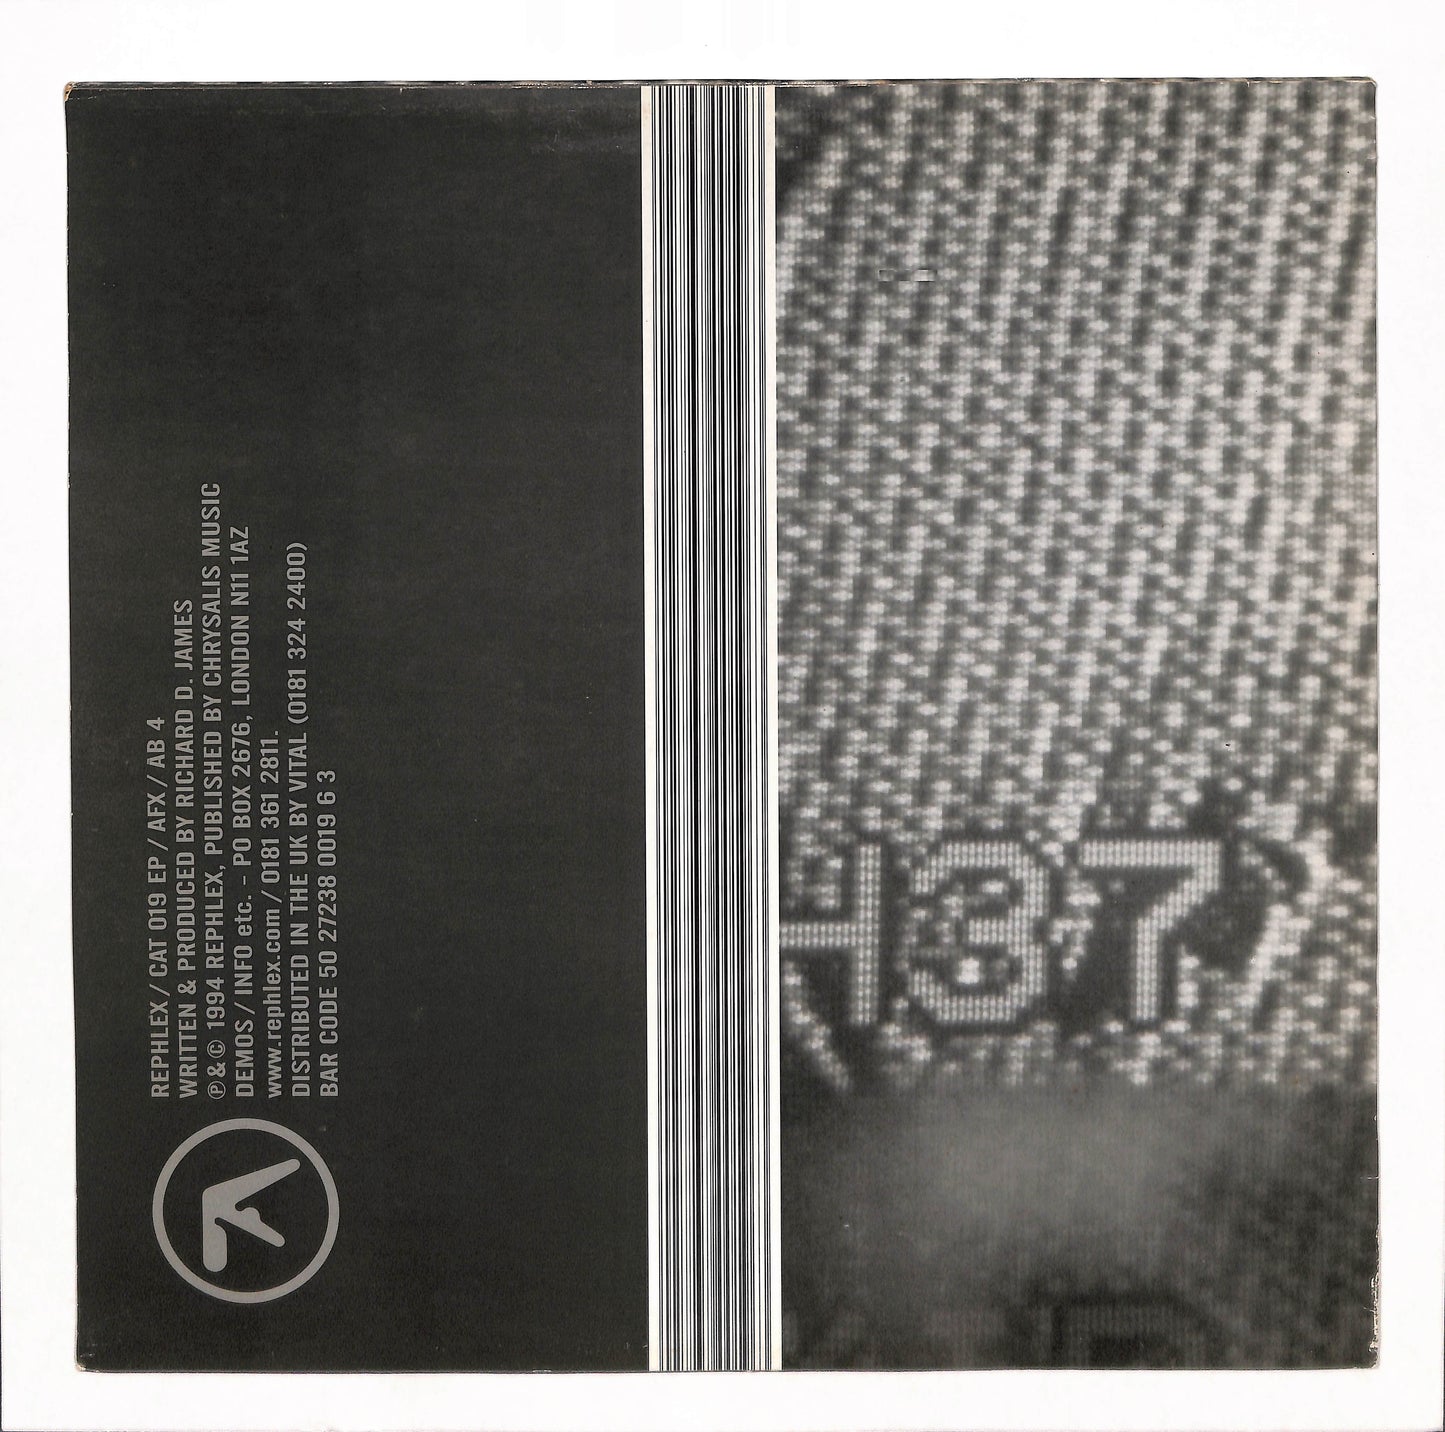 REPHLEX / CAT 019 EP / AFX / AB 4
WRITTEN & PRODUCED BY RICHARD D. JAMES
℗ & © 1994 REPHLEX, PUBLISHED BY CHRYSALIS MUSIC
DEMOS / INFO etc. - PO BOX 2676, LONDON N11 1AZ
www.rephlex.com / 0181 361 2811.
DISTRIBUTED IN THE UK BY VITAL (0181 324 2400)
BAR CODE 50 27238 0019 6 3
437